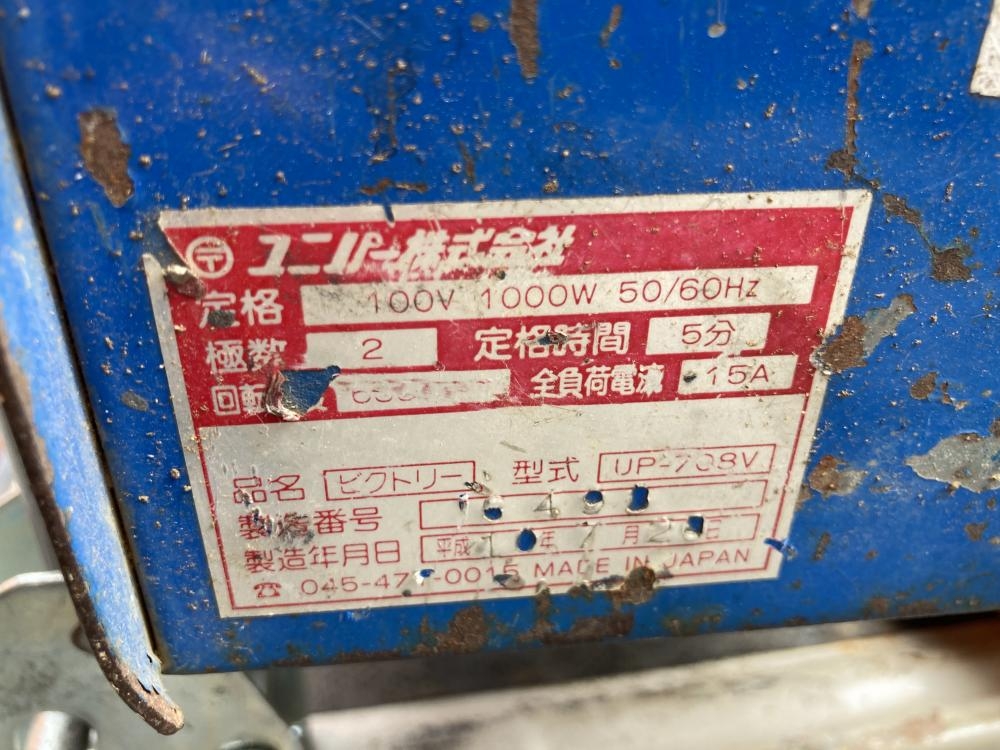 〒 ユニパー株式会社
定格 100V 1000W 50/60Hz
極数 2 定格時間 5分
回転 全負荷電流 15A
品名 ビクトリー 型式 UP-708V
製造番号
製造年月日 平成 年 7月 日
☎ 045-47 -0015 MADE IN JAPAN